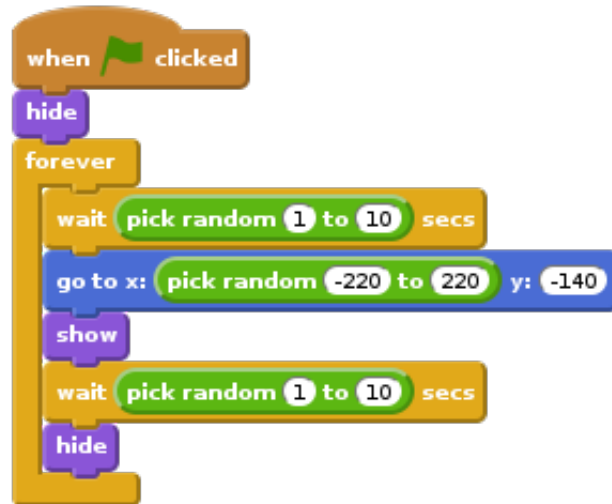 when clicked
hide
forever
wait pick random 1 to 10 secs
go to x: pick random -220 to 220 y: -140
show
wait pick random 1 to 10 secs
hide